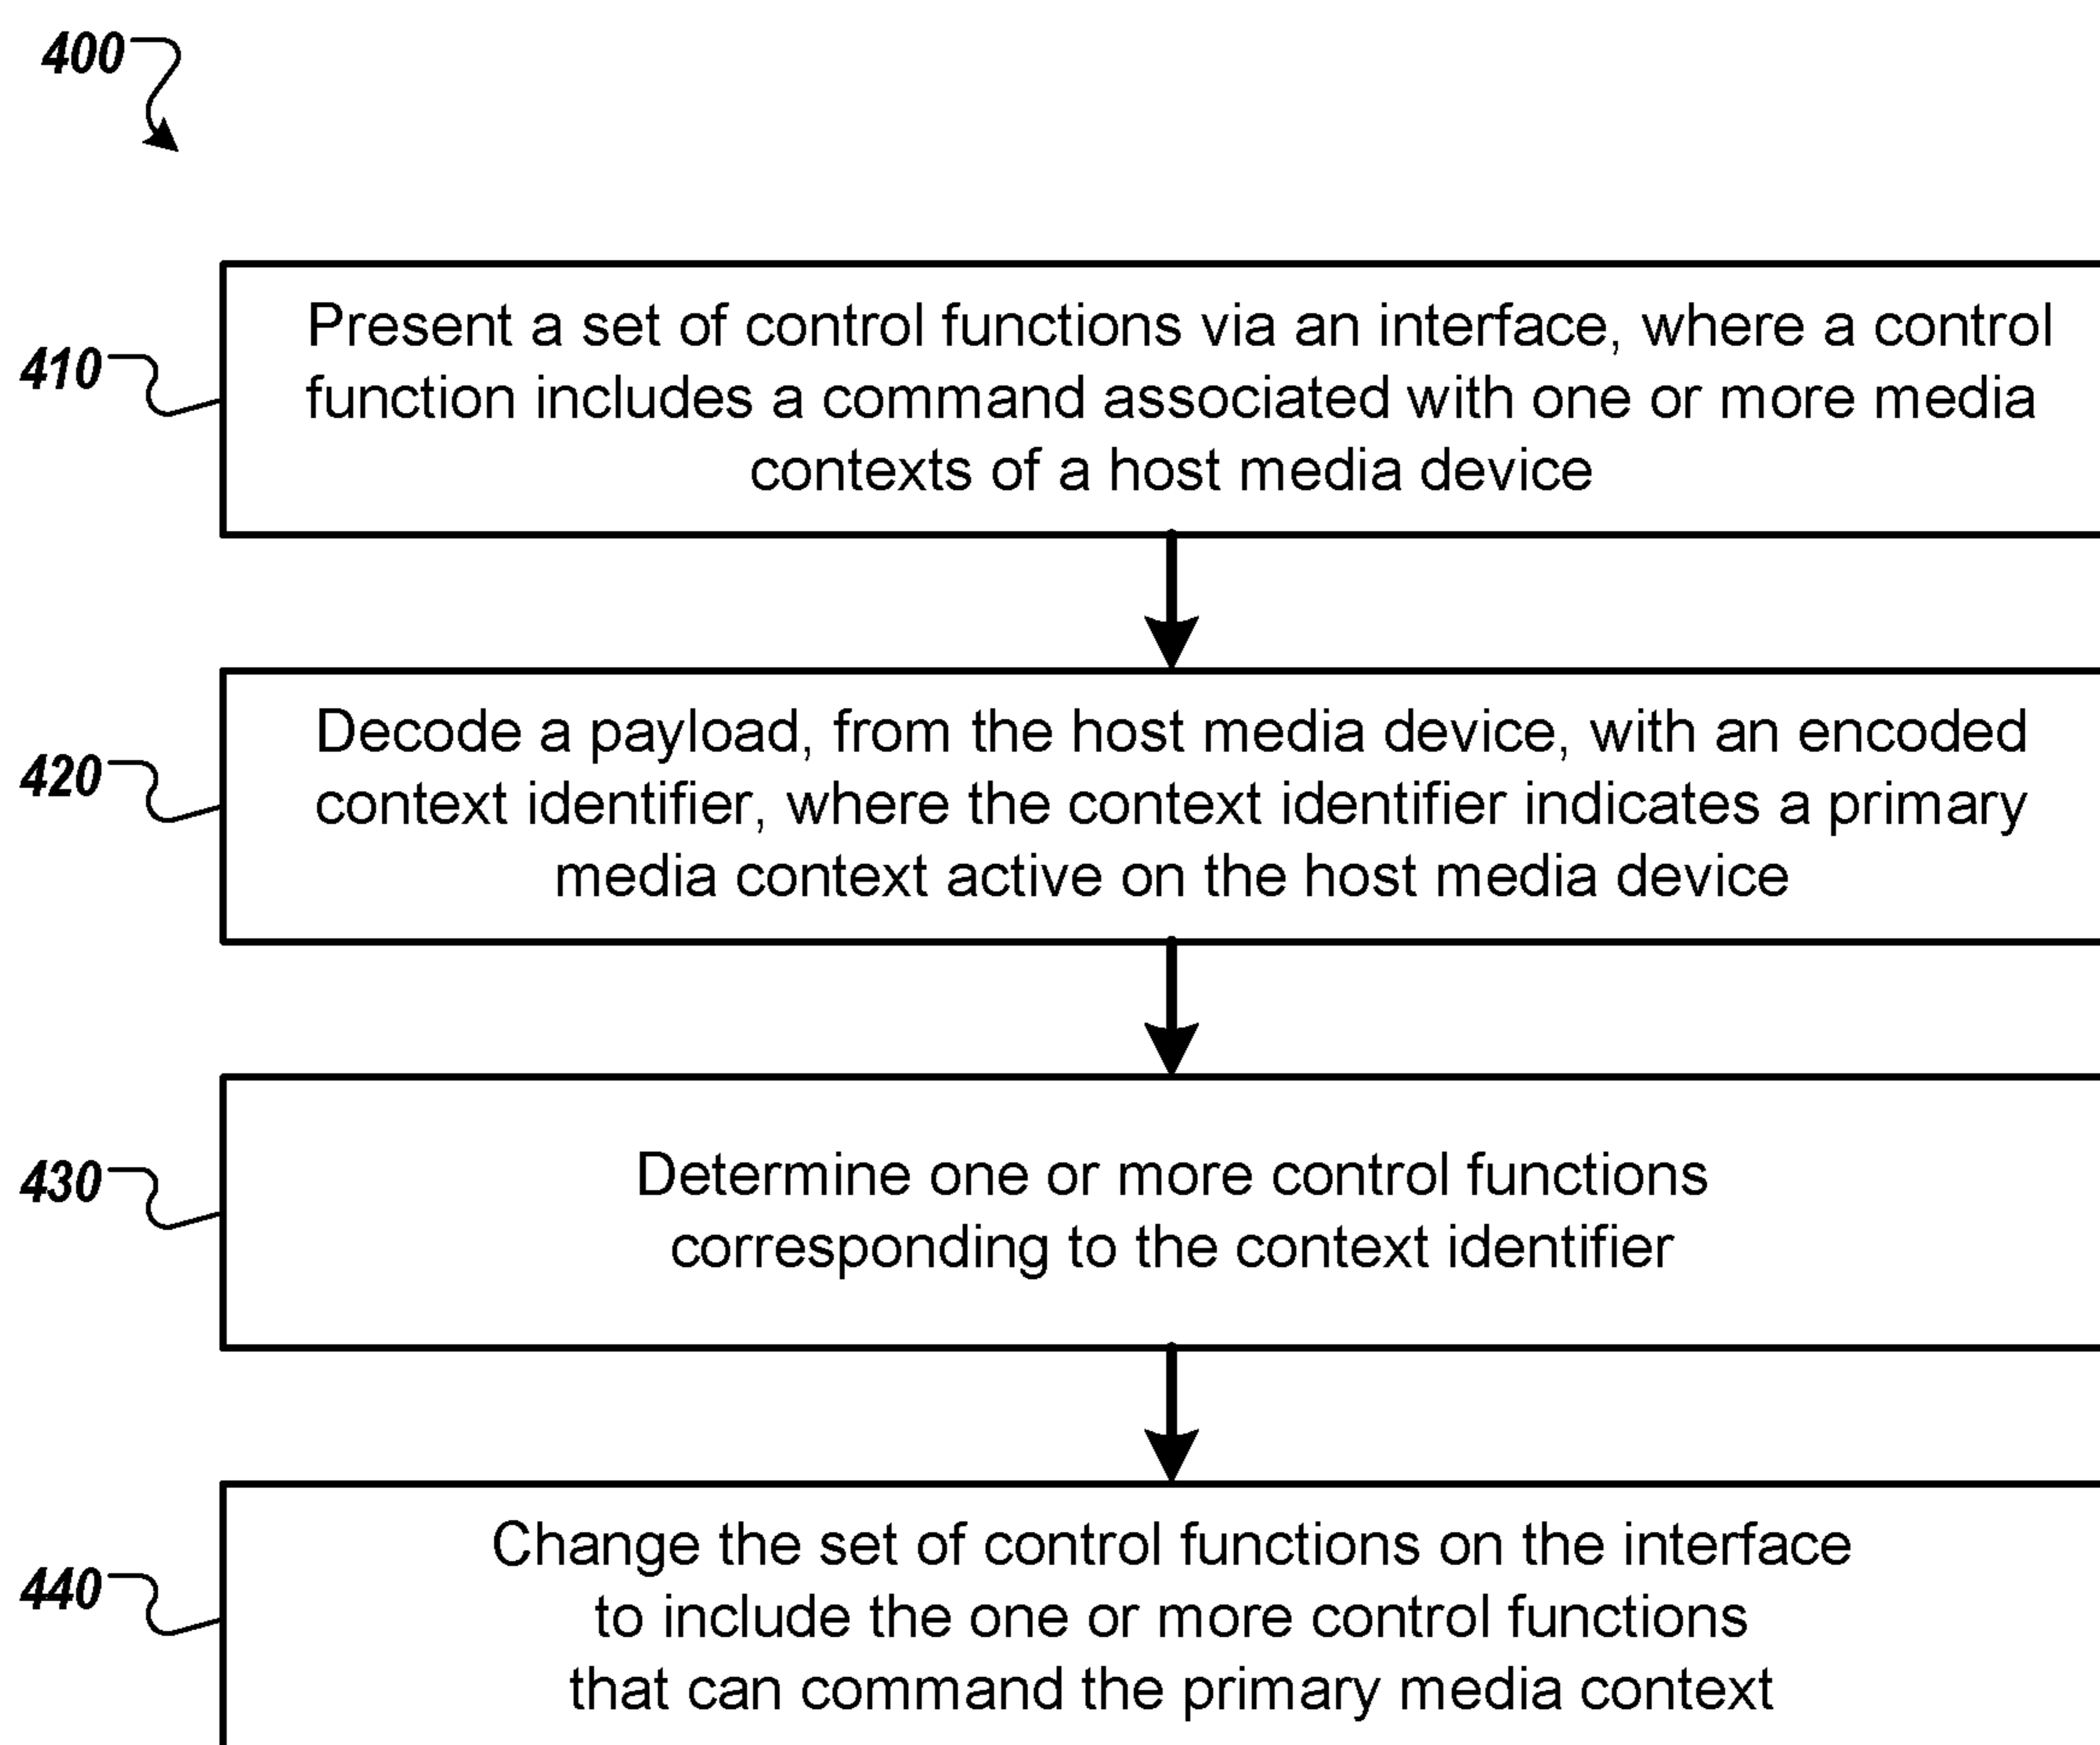 400
410
Present a set of control functions via an interface, where a control
function includes a command associated with one or more media
contexts of a host media device
420
Decode a payload, from the host media device, with an encoded
context identifier, where the context identifier indicates a primary
media context active on the host media device
430
Determine one or more control functions
corresponding to the context identifier
440
Change the set of control functions on the interface
to include the one or more control functions
that can command the primary media context